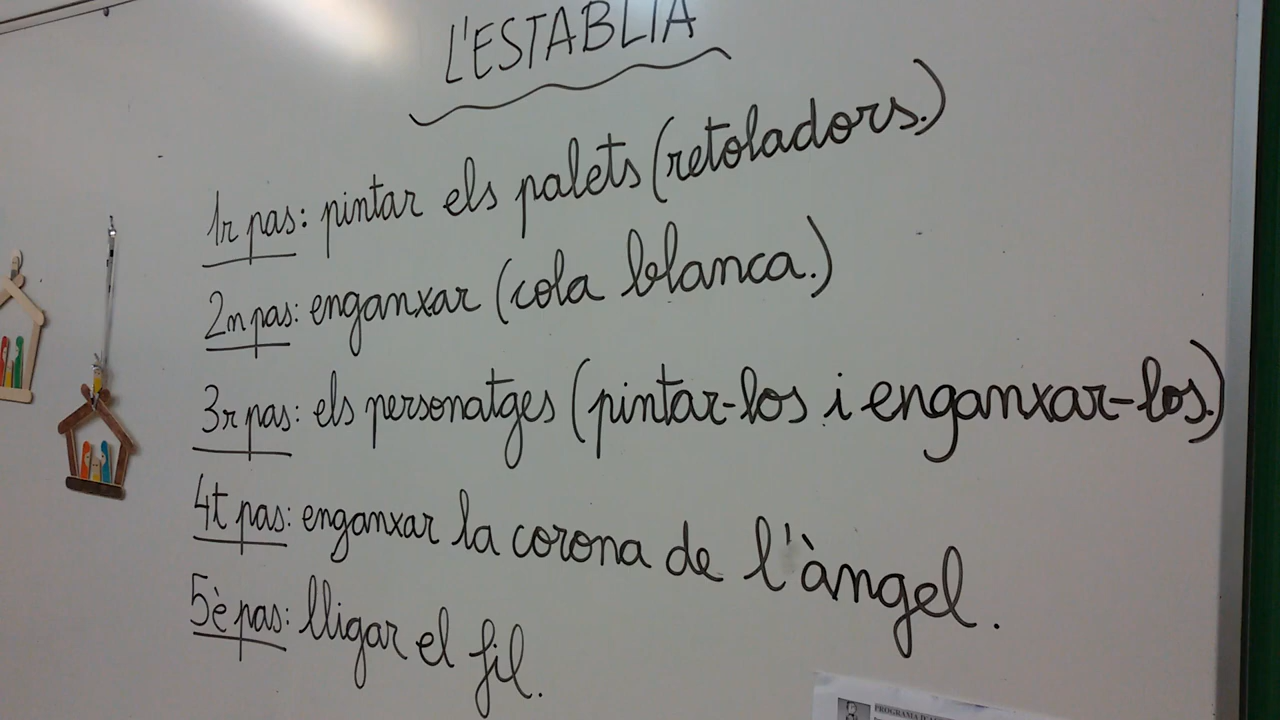 L'ESTABLIA
1r pas: pintar els palets (retoladors.)
2n pas: enganxar (cola blanca.)
3r pas: els personatges (pintar-los i enganxar-los.)
4t pas: enganxar la corona de l'àngel.
5è pas: lligar el fil.
PROGRAMA